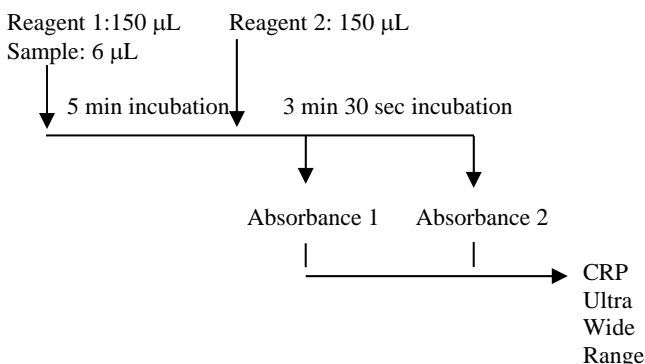 Reagent 1:150 μL Reagent 2: 150 μL
Sample: 6 μL
5 min incubation 3 min 30 sec incubation
Absorbance 1 Absorbance 2
CRP
Ultra
Wide
Range